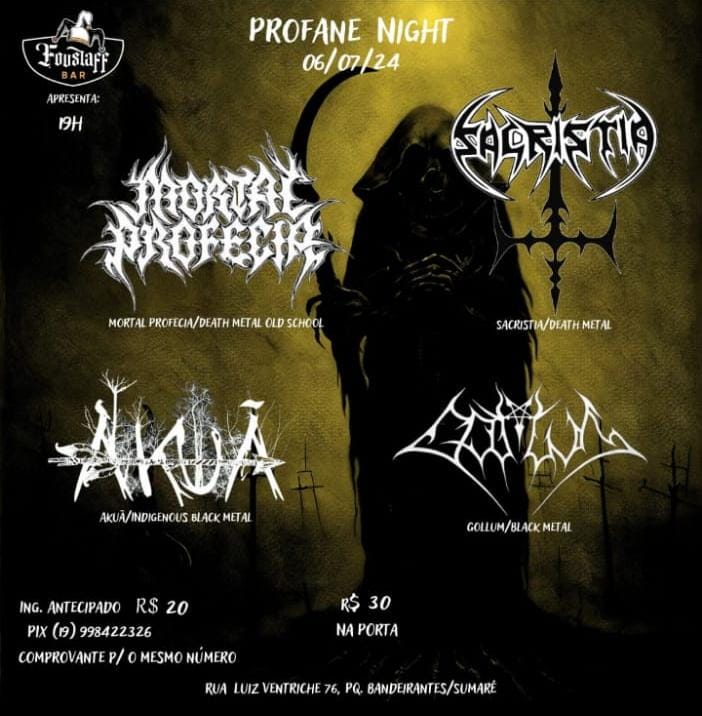 Fouslaff
BAR
APRESENTA:
19H
PROFANE NIGHT
06/07/24
MORTAL
PROFECIA
MORTAL PROFECIA/DEATH METAL OLD SCHOOL
SACRISTIA
SACRISTIA/DEATH METAL
AKUÃ
AKUÃ/INDIGENOUS BLACK METAL
GOLLUM
GOLLUM/BLACK METAL
ING. ANTECIPADO R$ 20
PIX (19) 998422326
COMPROVANTE P/ O MESMO NÚMERO
R$ 30
NA PORTA
RUA LUIZ VENTRICHE 76, PQ. BANDEIRANTES/SUMARÉ